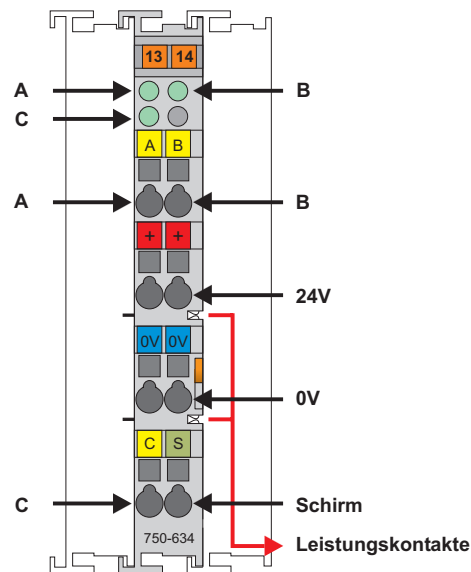 13 14
A B
C
A B
A B
+ +
24V
0V 0V
0V
C S
C Schirm
750-634
Leistungskontakte